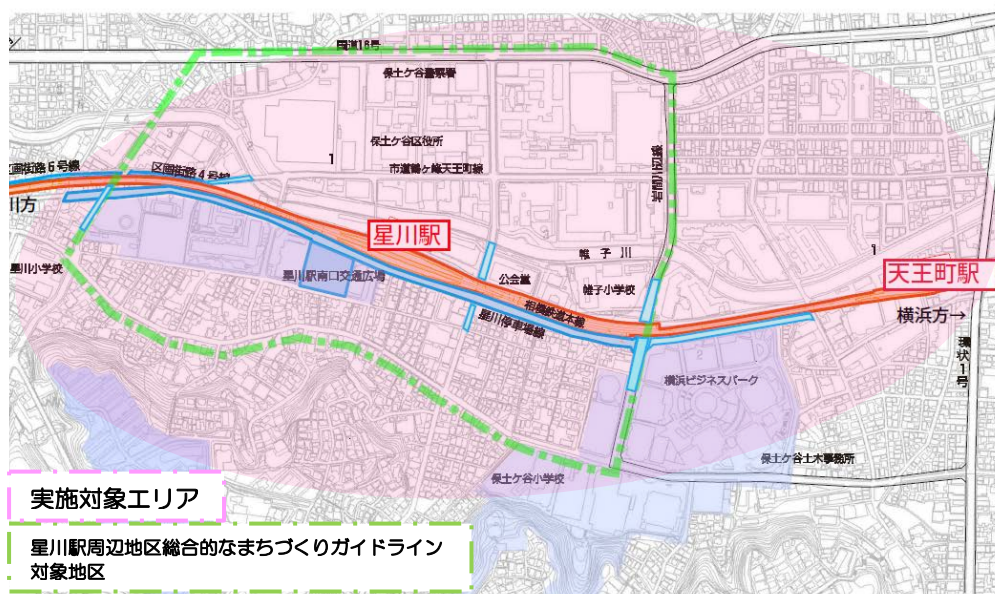 国道16号
保土ケ谷警察署
保土ケ谷区役所
1
市道鶴ヶ峰天王町線
区画街路6号線
区画街路4号線
川方
星川駅
星川小学校
星川駅南口交通広場
公会堂
帷子川
帷子小学校
1
天王町駅
相模鉄道本線
星川停車場線
横浜方→
環状1号
2
横浜ビジネスパーク
保土ケ谷土木事務所
保土ケ谷小学校
実施対象エリア
星川駅周辺地区総合的なまちづくりガイドライン
対象地区